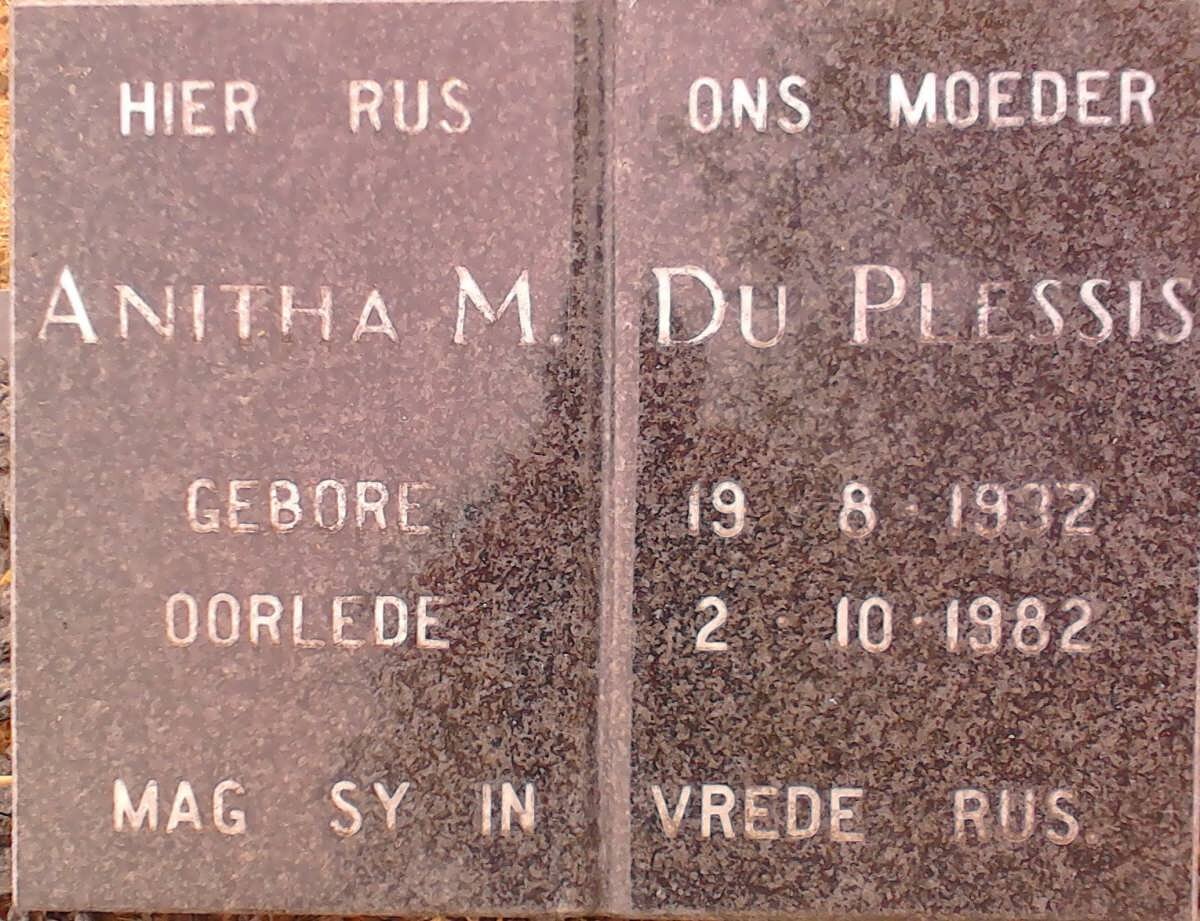 HIER RUS ONS MOEDER
ANITHA M. DU PLESSIS
GEBORE 19 · 8 · 1932
OORLEDE 2 · 10 · 1982
MAG SY IN VREDE RUS.